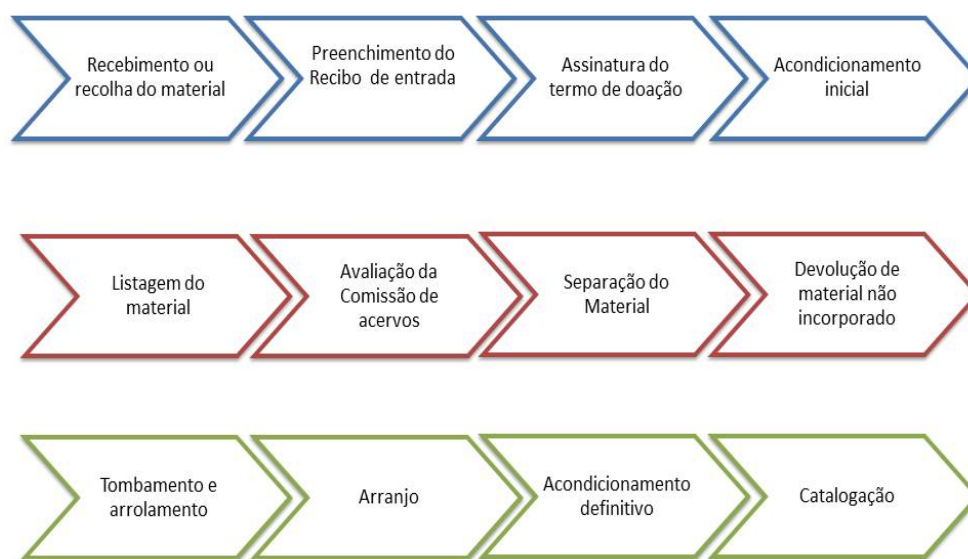 Recebimento ou
recolha do material
Preenchimento do
Recibo de entrada
Assinatura do
termo de doação
Acondicionamento
inicial
Listagem do
material
Avaliação da
Comissão de
acervos
Separação do
Material
Devolução de
material não
incorporado
Tombamento e
arrolamento
Arranjo
Acondicionamento
definitivo
Catalogação